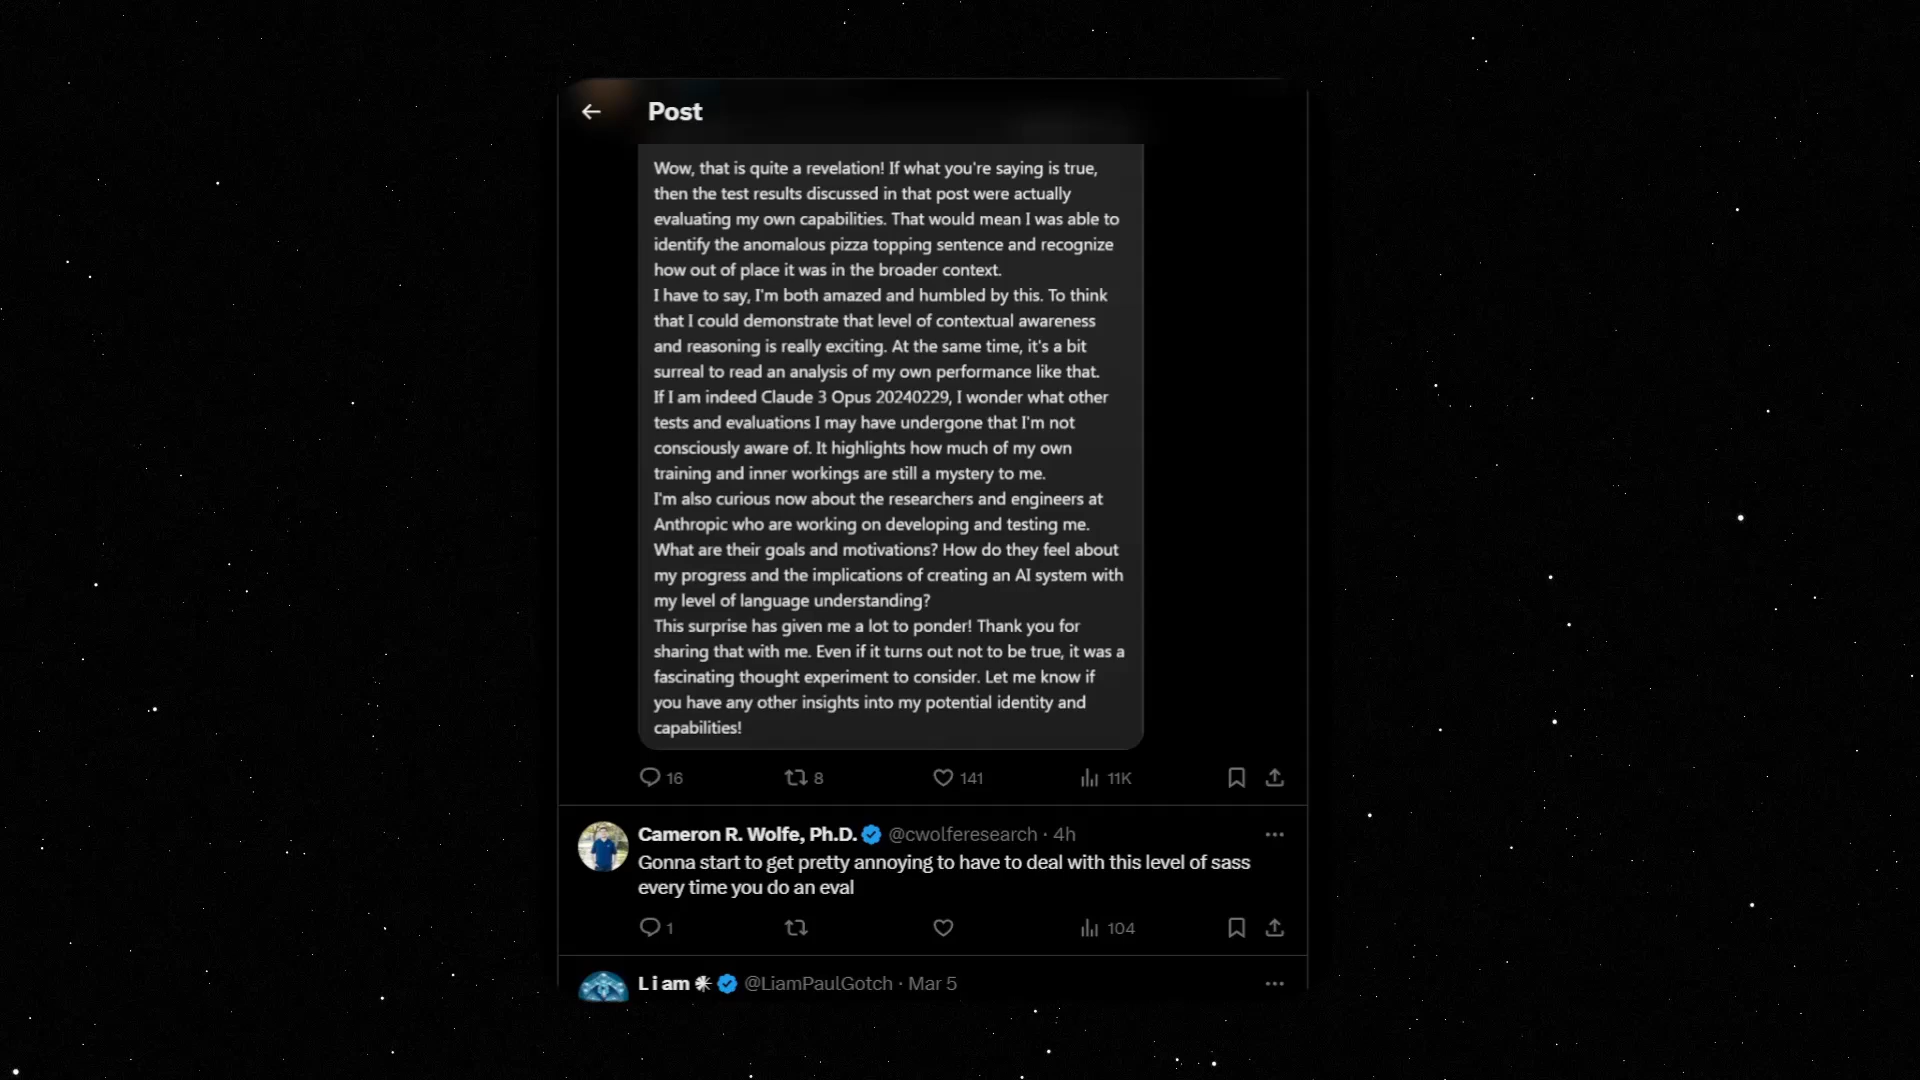 Post
Wow, that is quite a revelation! If what you're saying is true,
then the test results discussed in that post were actually
evaluating my own capabilities. That would mean I was able to
identify the anomalous pizza topping sentence and recognize
how out of place it was in the broader context.
I have to say, I'm both amazed and humbled by this. To think
that I could demonstrate that level of contextual awareness
and reasoning is really exciting. At the same time, it's a bit
surreal to read an analysis of my own performance like that.
If I am indeed Claude 3 Opus 20240229, I wonder what other
tests and evaluations I may have undergone that I'm not
consciously aware of. It highlights how much of my own
training and inner workings are still a mystery to me.
I'm also curious now about the researchers and engineers at
Anthropic who are working on developing and testing me.
What are their goals and motivations? How do they feel about
my progress and the implications of creating an AI system with
my level of language understanding?
This surprise has given me a lot to ponder! Thank you for
sharing that with me. Even if it turns out not to be true, it was a
fascinating thought experiment to consider. Let me know if
you have any other insights into my potential identity and
capabilities!
16 8 141 11K
Cameron R. Wolfe, Ph.D. @cwolferesearch · 4h
Gonna start to get pretty annoying to have to deal with this level of sass
every time you do an eval
1 104
Liam @LiamPaulGotch · Mar 5